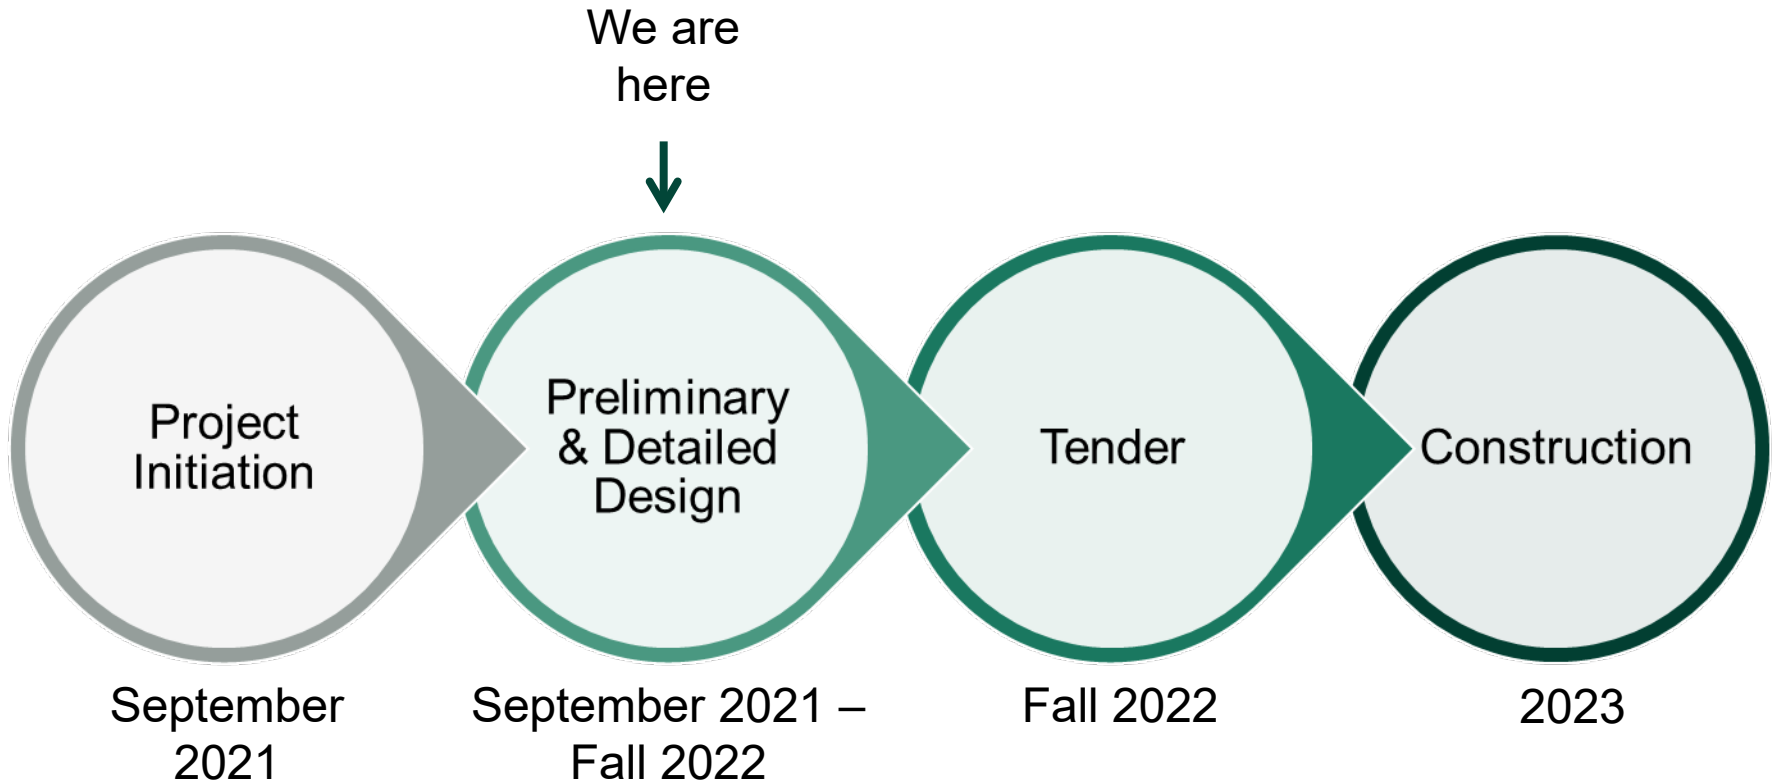 We are
here
Project
Initiation
Preliminary
& Detailed
Design
Tender
Construction
September
2021
September 2021 –
Fall 2022
Fall 2022
2023